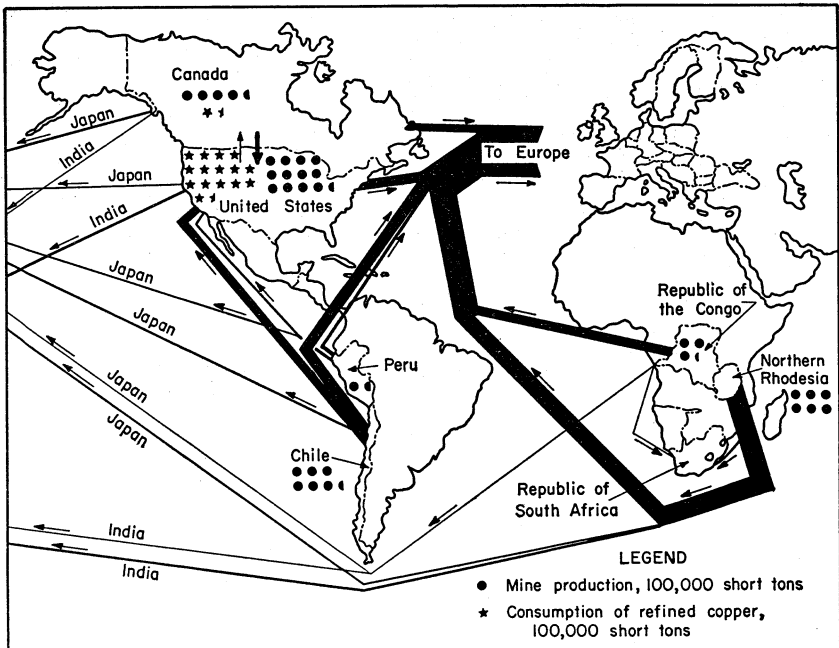 Canada
Japan
India
Japan
India
United States
To Europe
Japan
Japan
Japan
Japan
Republic of
the Congo
Peru
Northern
Rhodesia
Chile
Republic of
South Africa
India
India
LEGEND
Mine production, 100,000 short tons
Consumption of refined copper,
100,000 short tons